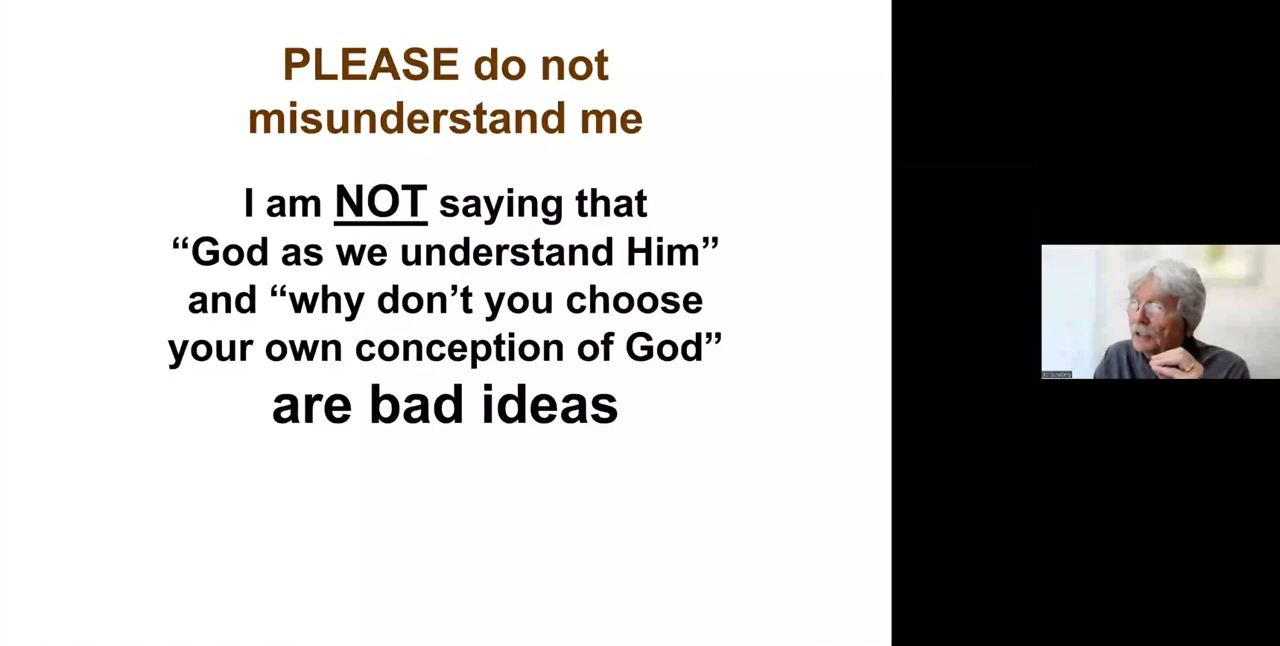 PLEASE do not
misunderstand me
I am NOT saying that
“God as we understand Him”
and “why don’t you choose
your own conception of God”
are bad ideas